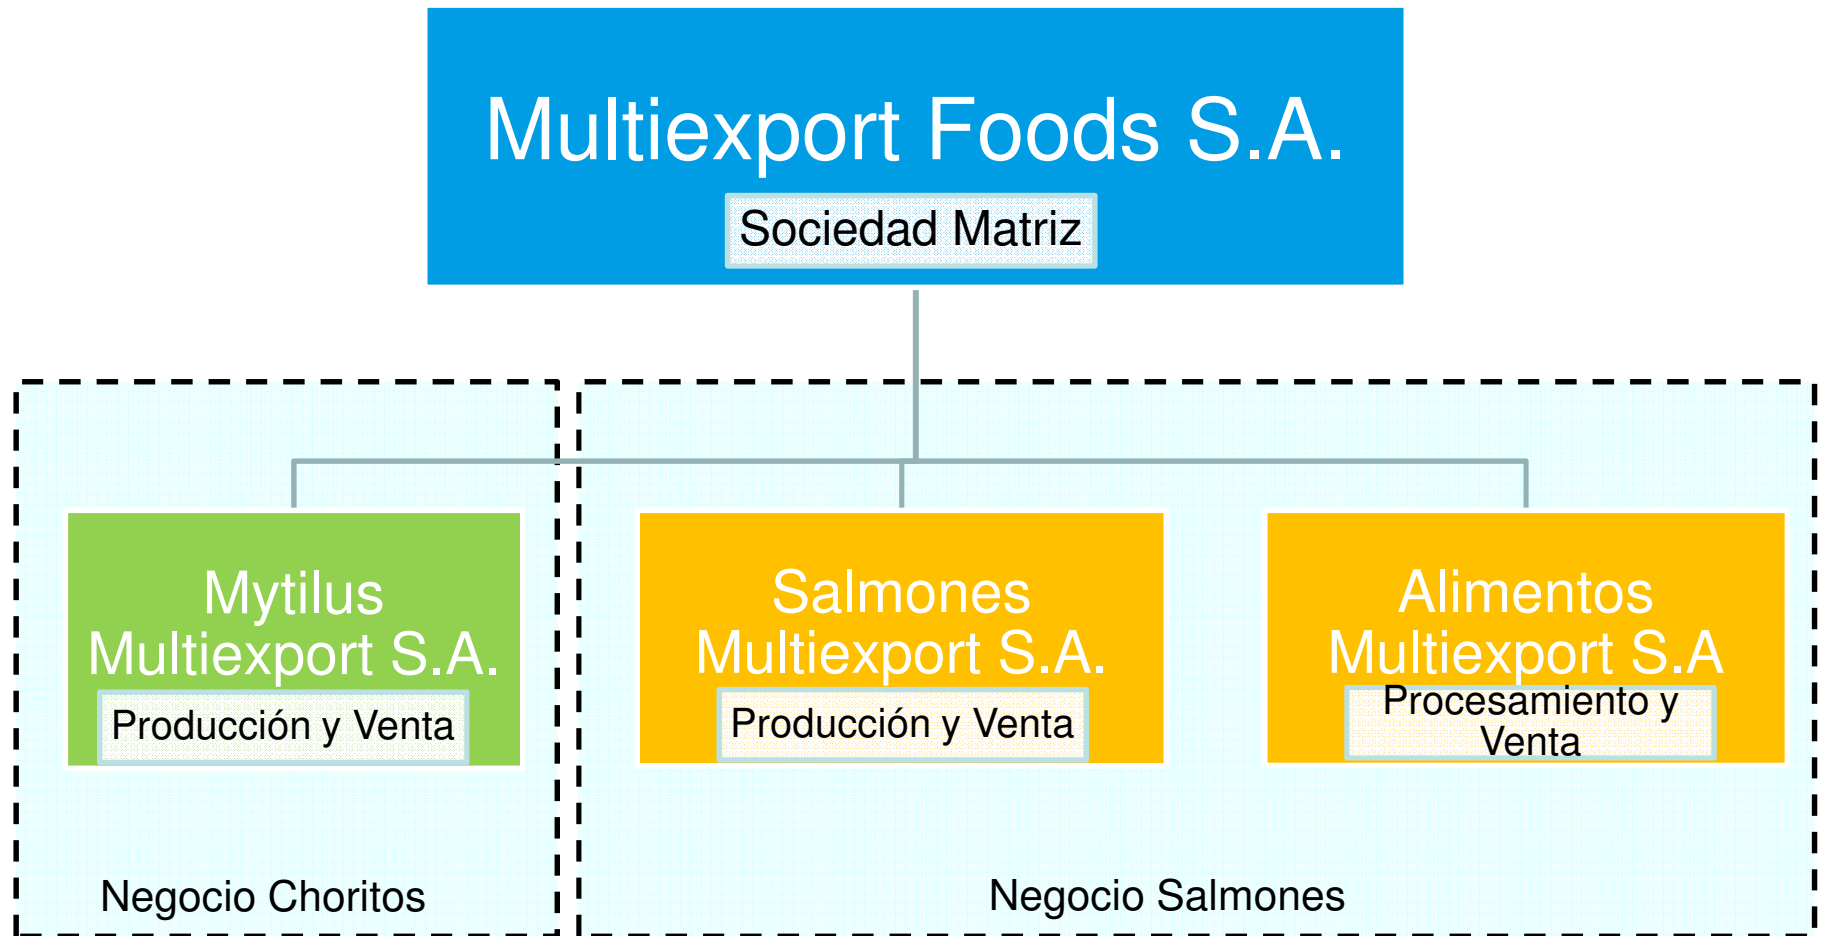 Multiexport Foods S.A.
Sociedad Matriz
Mytilus
Multiexport S.A.
Producción y Venta
Negocio Choritos
Salmones
Multiexport S.A.
Producción y Venta
Alimentos
Multiexport S.A
Procesamiento y
Venta
Negocio Salmones